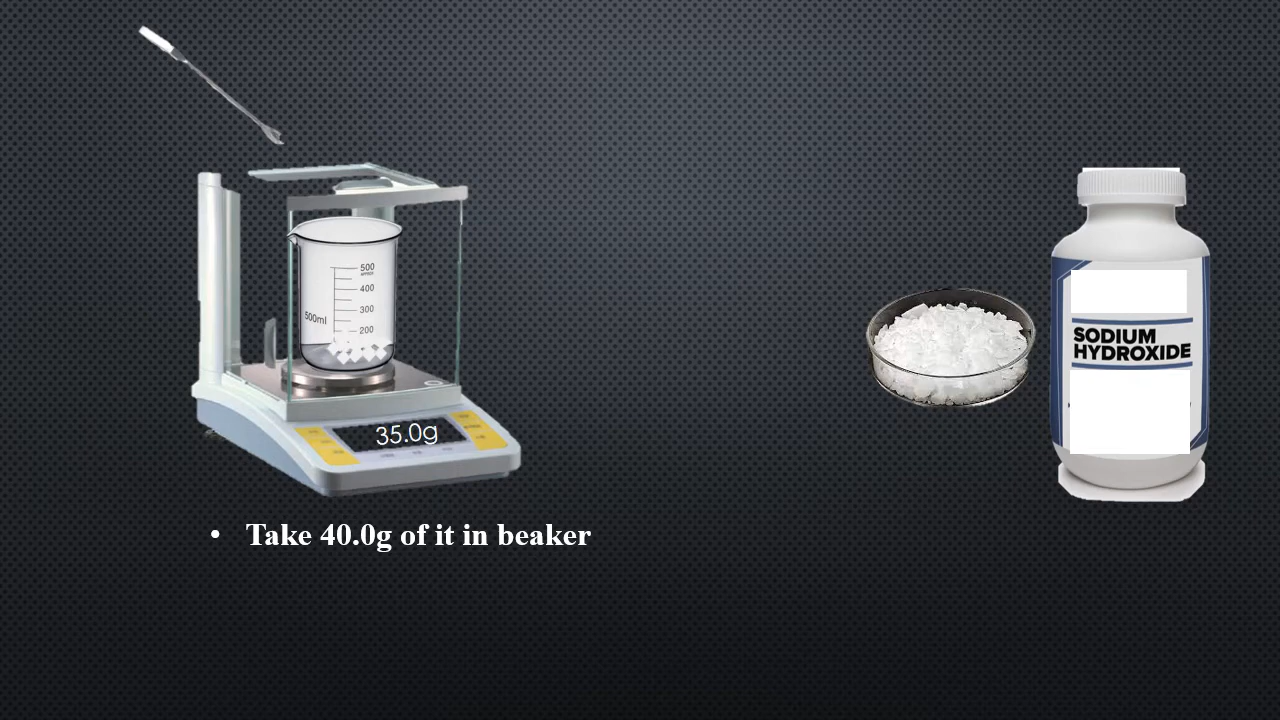 500
400
300
500ml
200
SODIUM
HYDROXIDE
35.0g
• Take 40.0g of it in beaker